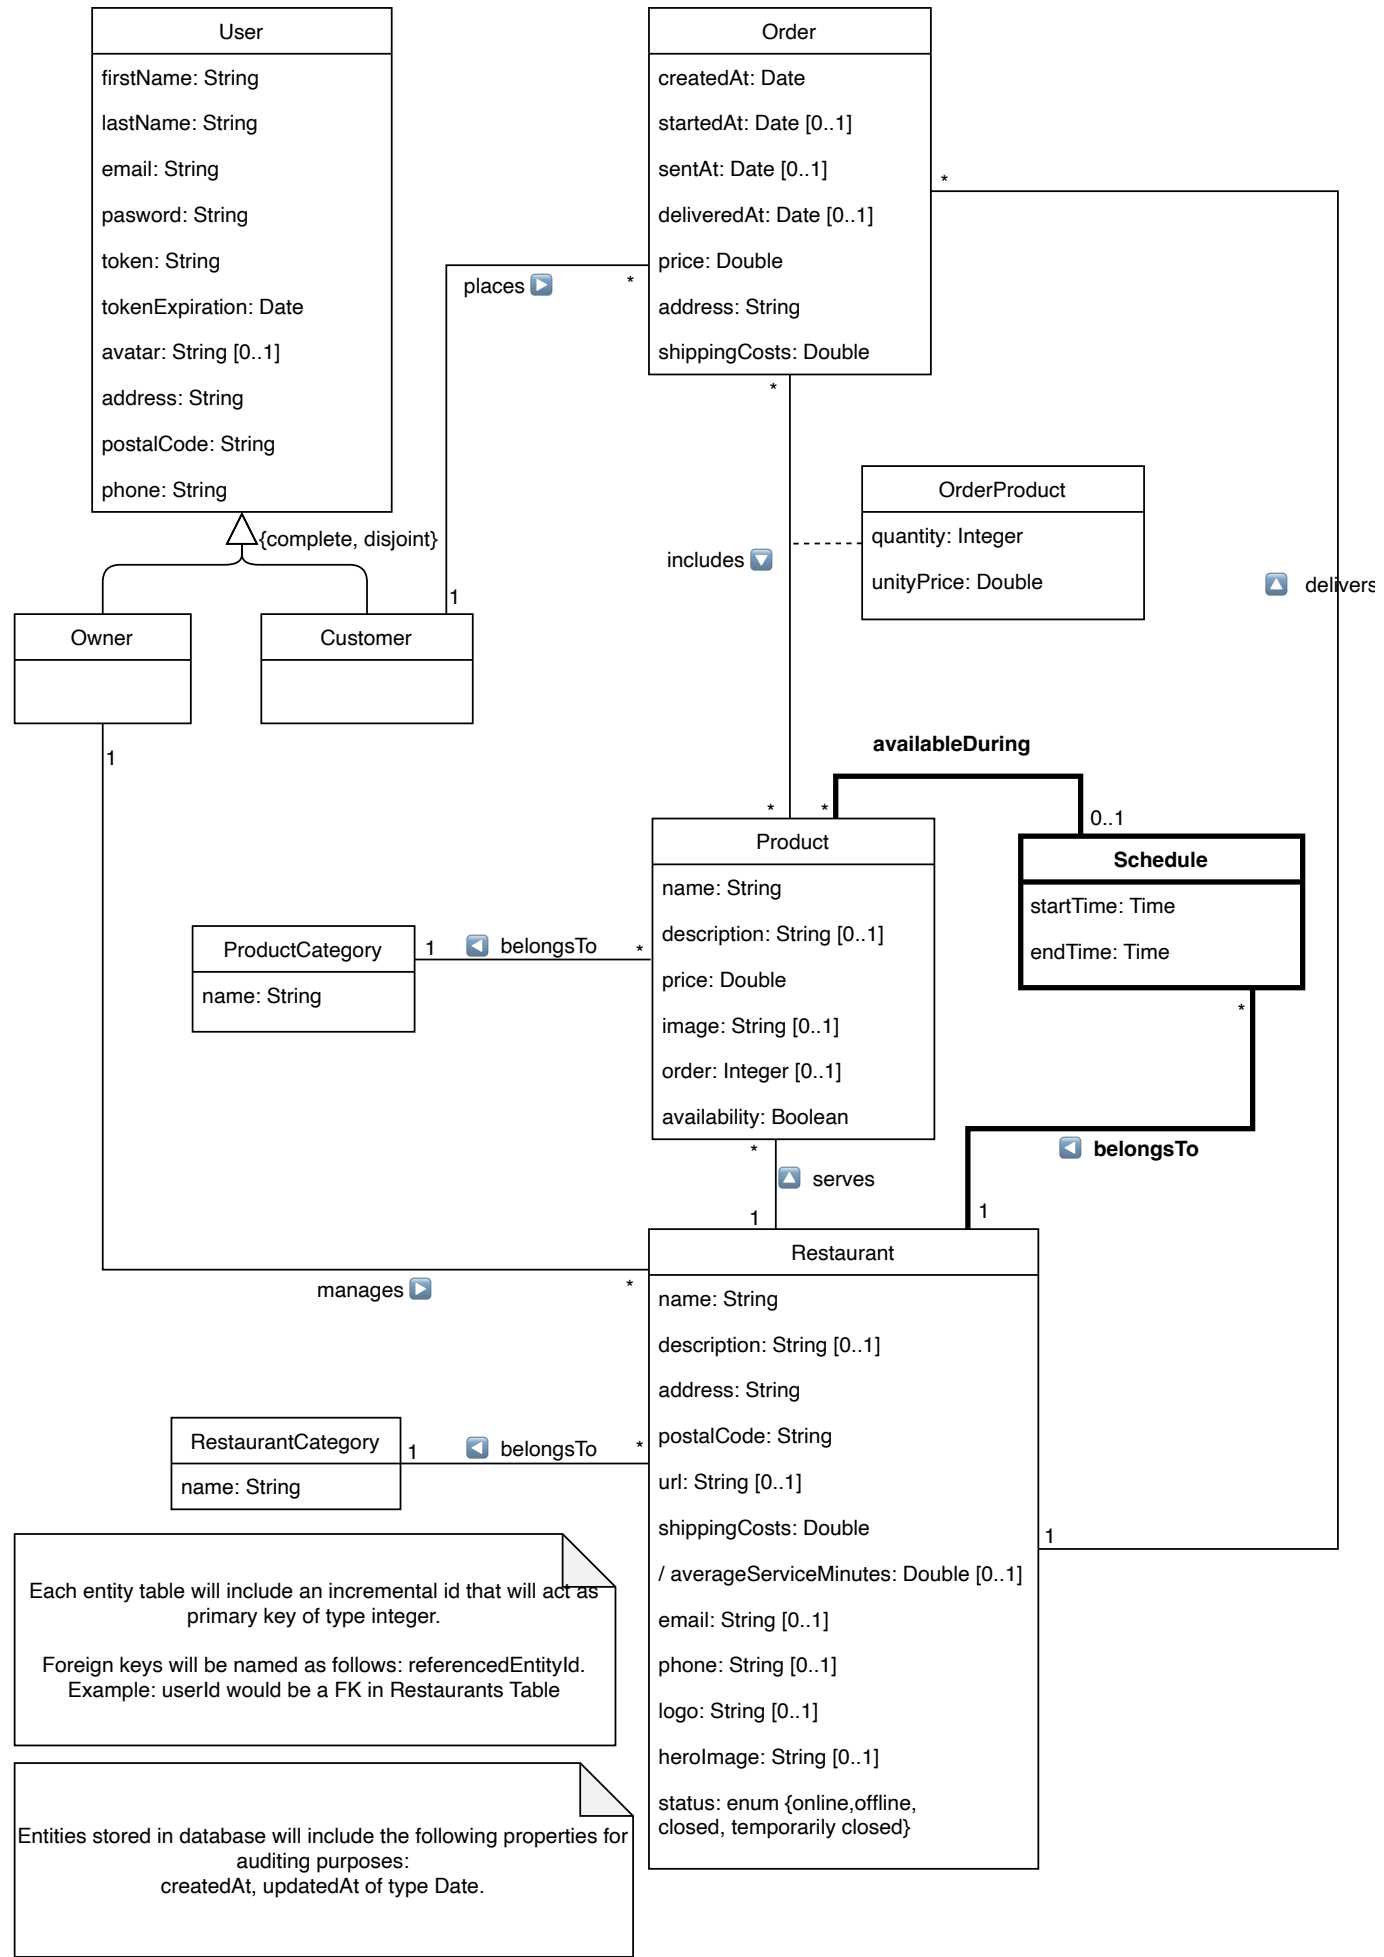 User
firstName: String
lastName: String
email: String
pasword: String
token: String
tokenExpiration: Date
avatar: String [0..1]
address: String
postalCode: String
phone: String
{complete, disjoint}
Owner
Customer
1
1
places
*
Order
createdAt: Date
startedAt: Date [0..1]
sentAt: Date [0..1]
deliveredAt: Date [0..1]
price: Double
address: String
shippingCosts: Double
*
*
includes
OrderProduct
quantity: Integer
unityPrice: Double
delivers
availableDuring
*
*
0..1
Product
name: String
description: String [0..1]
price: Double
image: String [0..1]
order: Integer [0..1]
availability: Boolean
Schedule
startTime: Time
endTime: Time
*
belongsTo
1
ProductCategory
name: String
1
belongsTo
*
*
serves
1
manages
*
Restaurant
name: String
description: String [0..1]
address: String
postalCode: String
url: String [0..1]
shippingCosts: Double
/ averageServiceMinutes: Double [0..1]
email: String [0..1]
phone: String [0..1]
logo: String [0..1]
heroImage: String [0..1]
status: enum {online,offline,
closed, temporarily closed}
1
RestaurantCategory
name: String
1
belongsTo
*
Each entity table will include an incremental id that will act as
primary key of type integer.
Foreign keys will be named as follows: referencedEntityId.
Example: userId would be a FK in Restaurants Table
Entities stored in database will include the following properties for
auditing purposes:
createdAt, updatedAt of type Date.